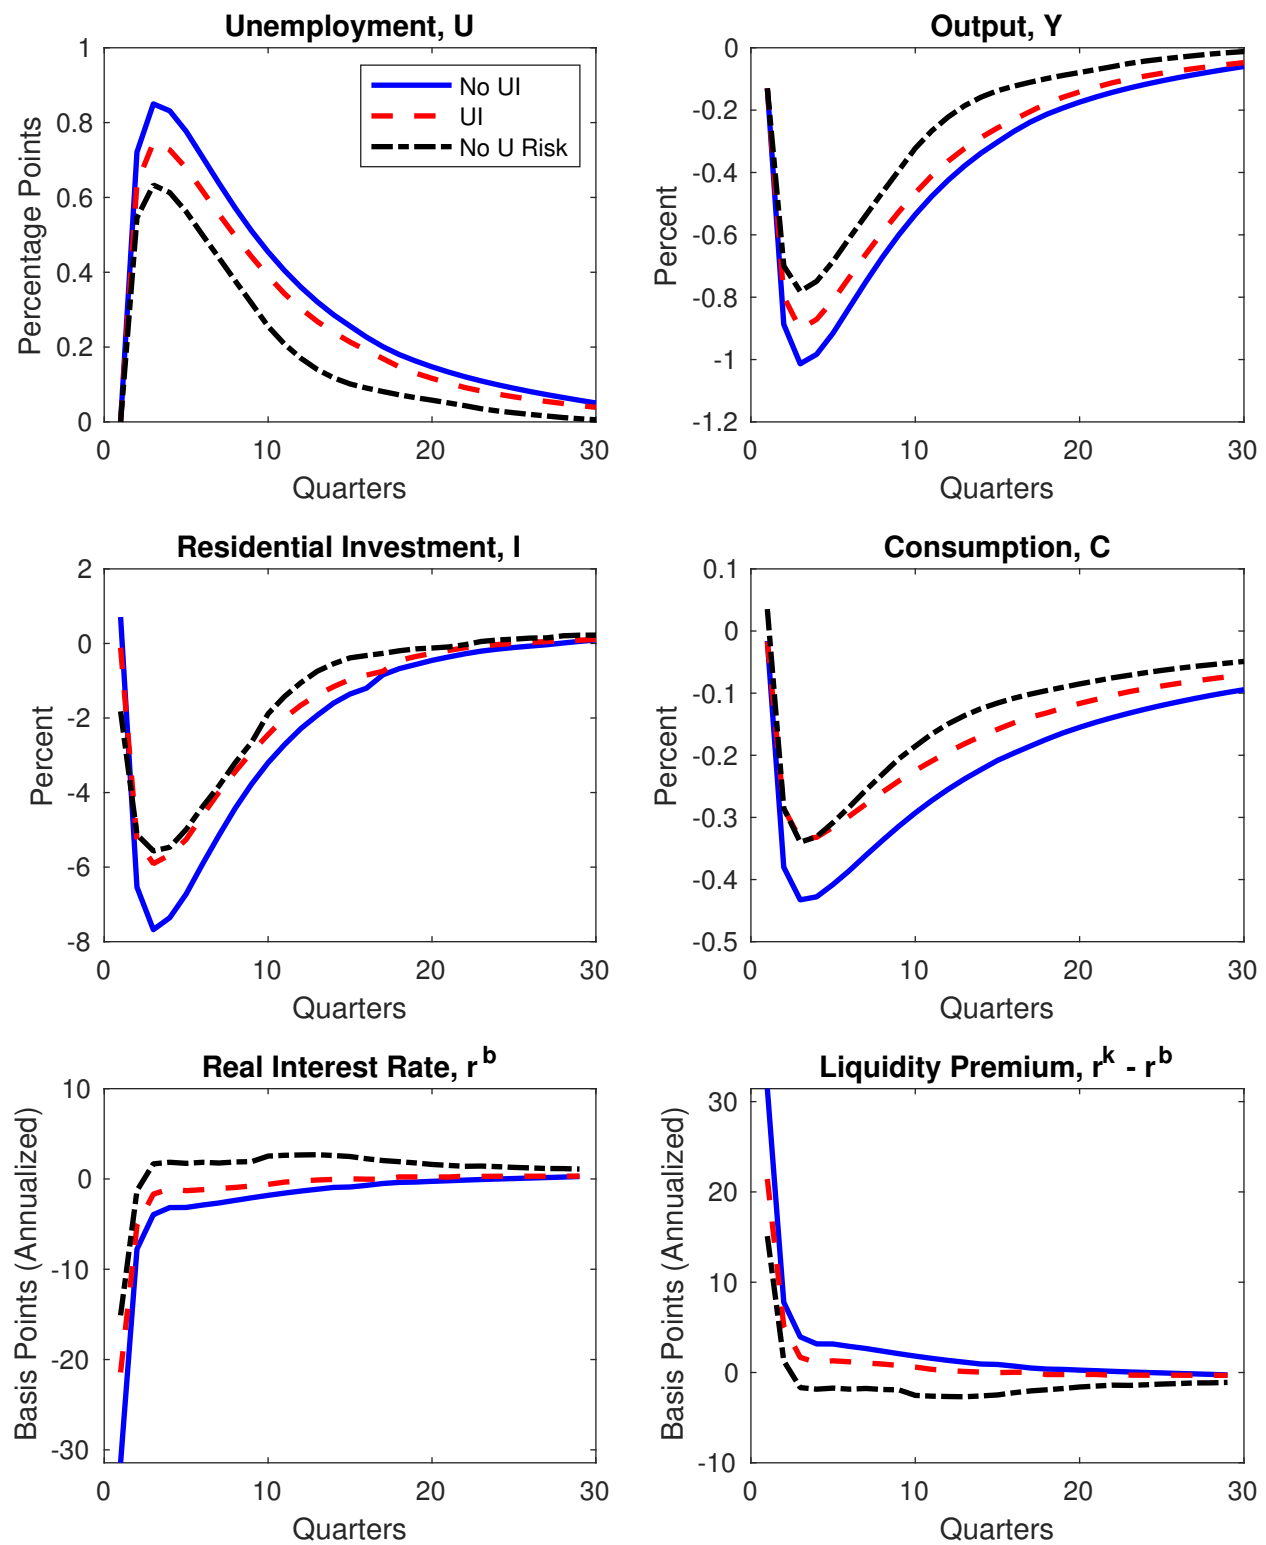 Unemployment, U
Percentage Points
1
0.8
0.6
0.4
0.2
0
0
10
20
30
Quarters
No UI
UI
No U Risk
Output, Y
Percent
0
-0.2
-0.4
-0.6
-0.8
-1
-1.2
0
10
20
30
Quarters
Residential Investment, I
Percent
2
0
-2
-4
-6
-8
0
10
20
30
Quarters
Consumption, C
Percent
0.1
0
-0.1
-0.2
-0.3
-0.4
-0.5
0
10
20
30
Quarters
Real Interest Rate, r^b
Basis Points (Annualized)
10
0
-10
-20
-30
0
10
20
30
Quarters
Liquidity Premium, r^k - r^b
Basis Points (Annualized)
30
20
10
0
-10
0
10
20
30
Quarters